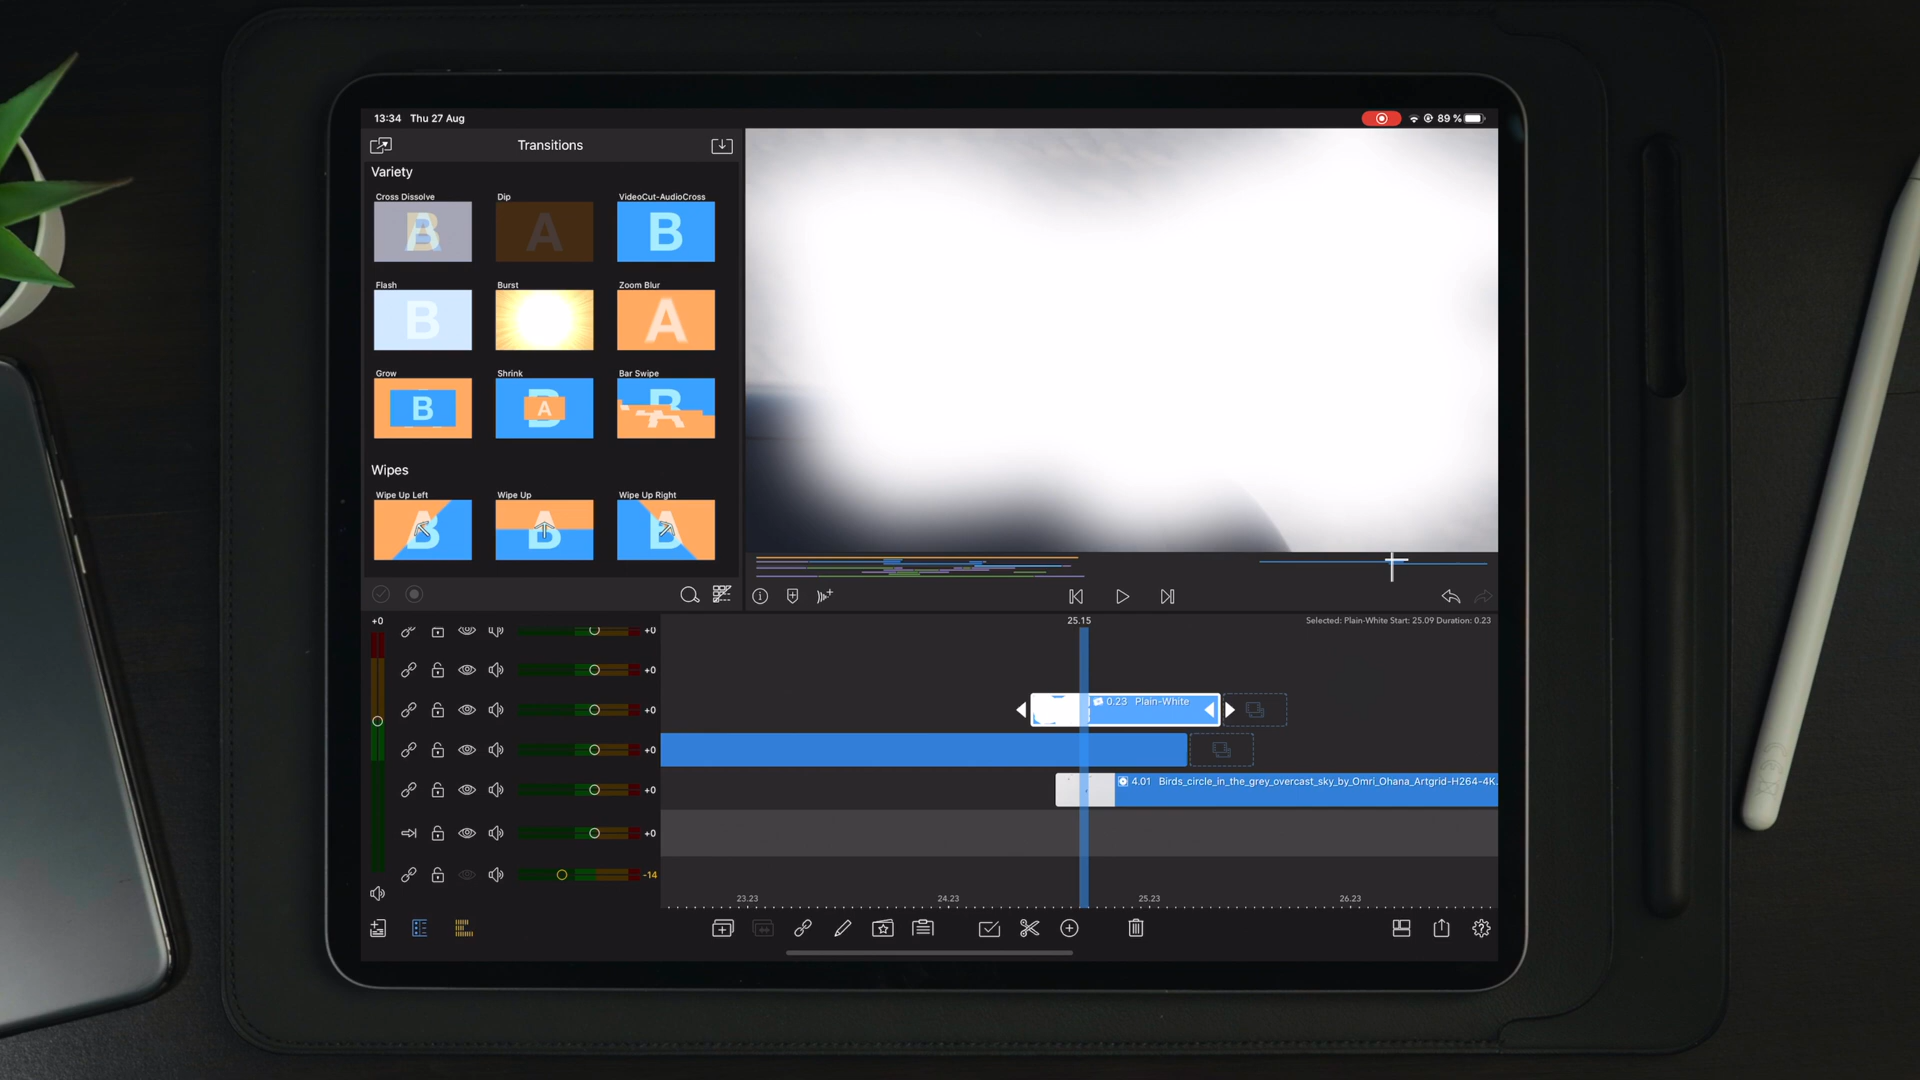 13:34 Thu 27 Aug
89 %
Transitions
Variety
Cross Dissolve
Dip
VideoCut-AudioCross
B
A
B
Flash
Burst
Zoom Blur
B
A
Grow
Shrink
Bar Swipe
B
A
B
Wipes
Wipe Up Left
Wipe Up
Wipe Up Right
B
B
A
+0
25.15
Selected: Plain-White Start: 25.09 Duration: 0.23
+0
+0
+0
0.23 Plain-White
+0
+0
4.01 Birds_circle_in_the_grey_overcast_sky_by_Omri_Ohana_Artgrid-H264-4K.
+0
-14
23.23
24.23
25.23
26.23